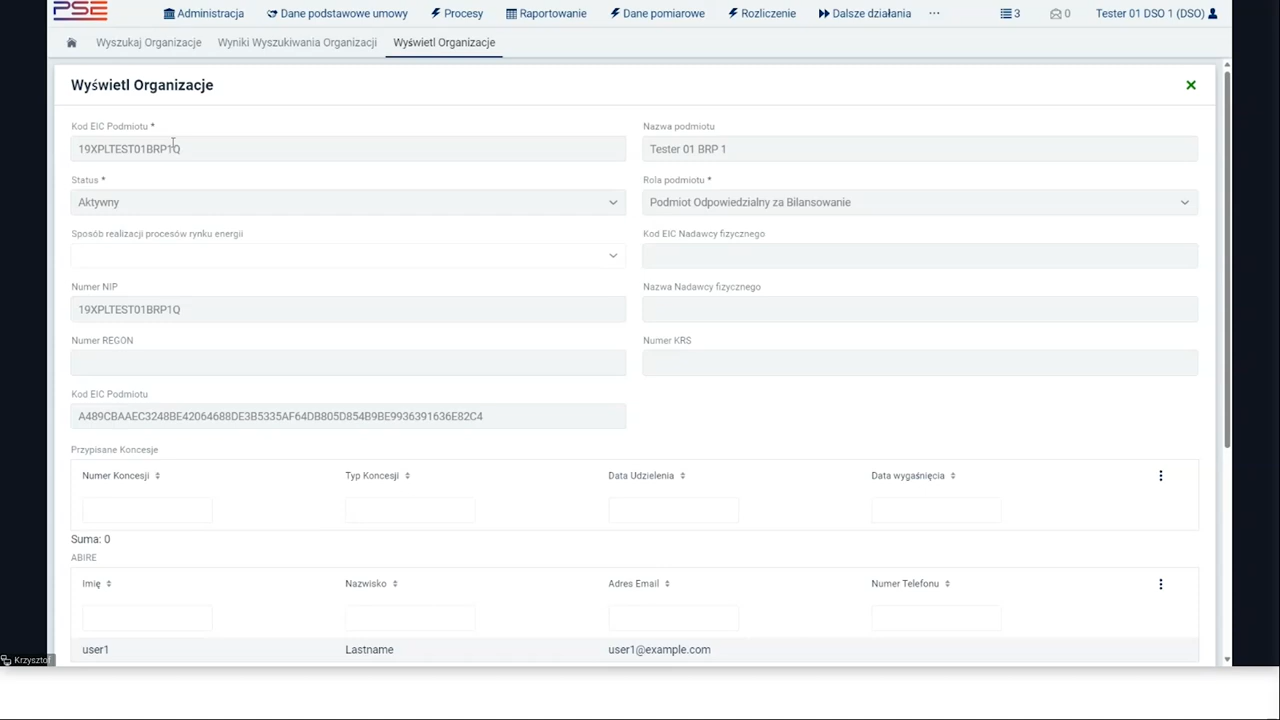 PSE
Administracja Dane podstawowe umowy Procesy Raportowanie Dane pomiarowe Rozliczenie Dalsze działania ... 3 0 Tester 01 DSO 1 (DSO)
Wyszukaj Organizacje Wyniki Wyszukiwania Organizacji Wyświetl Organizacje
Wyświetl Organizacje
Kod EIC Podmiotu * Nazwa podmiotu
19XPLTEST01BRP1Q Tester 01 BRP 1
Status * Rola podmiotu *
Aktywny Podmiot Odpowiedzialny za Bilansowanie
Sposób realizacji procesów rynku energii Kod EIC Nadawcy fizycznego
Numer NIP Nazwa Nadawcy fizycznego
19XPLTEST01BRP1Q
Numer REGON Numer KRS
Kod EIC Podmiotu
A489CBAAEC3248BE42064688DE3B5335AF64DB805D854B9BE9936391636E82C4
Przypisane Koncesje
Numer Koncesji Typ Koncesji Data Udzielenia Data wygaśnięcia
Suma: 0
ABIRE
Imię Nazwisko Adres Email Numer Telefonu
user1 Lastname user1@example.com
Krzysztof